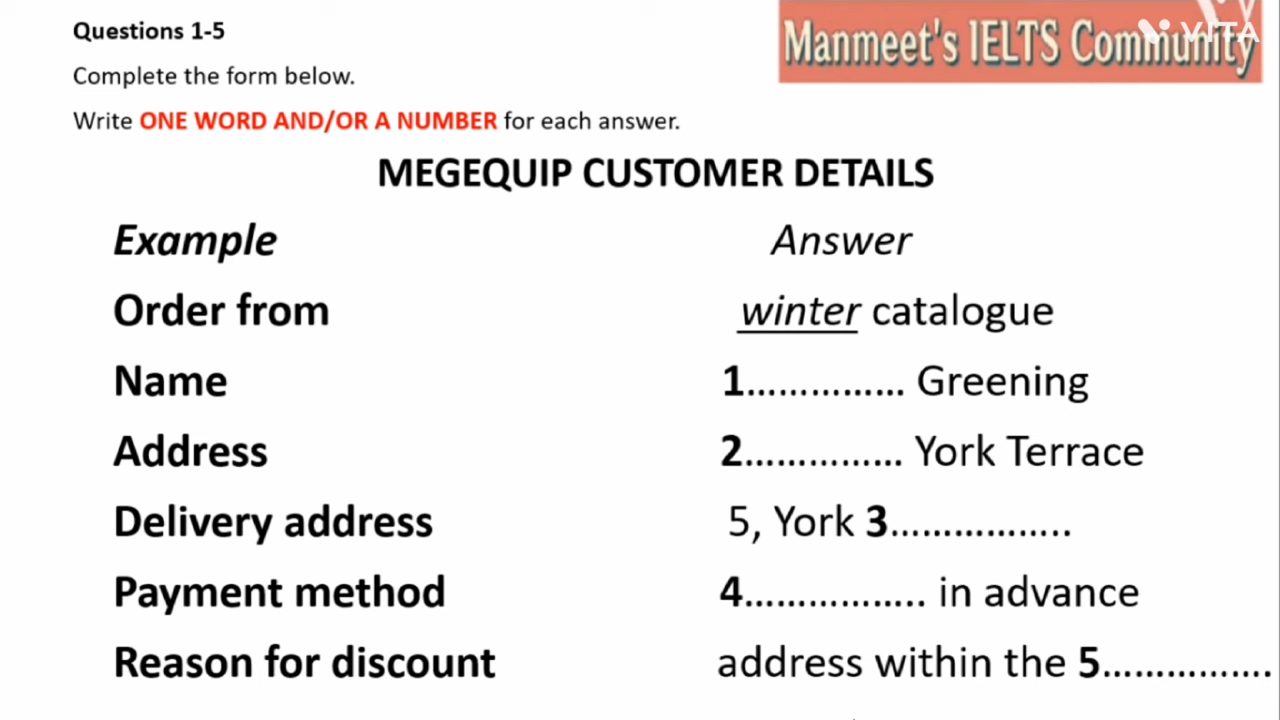 Questions 1-5
Manmeet's IELTS Community
VITA
Complete the form below.
Write ONE WORD AND/OR A NUMBER for each answer.
MEGEQUIP CUSTOMER DETAILS
Example Answer
Order from winter catalogue
Name 1…………… Greening
Address 2…………… York Terrace
Delivery address 5, York 3……………..
Payment method 4…………….. in advance
Reason for discount address within the 5…………….